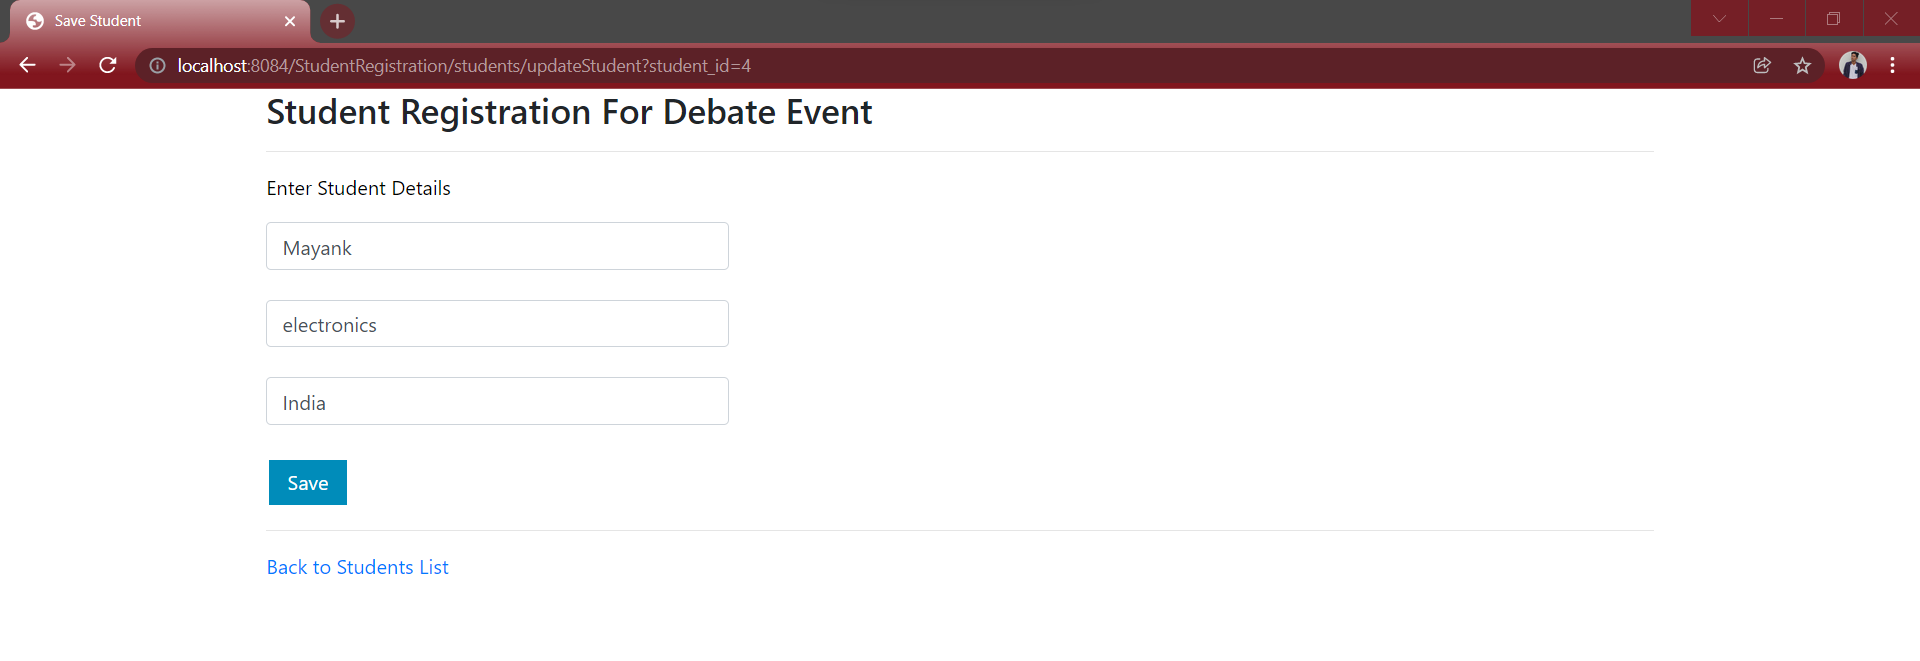 Save Student
localhost:8084/StudentRegistration/students/updateStudent?student_id=4
Student Registration For Debate Event
Enter Student Details
Mayank
electronics
India
Save
Back to Students List